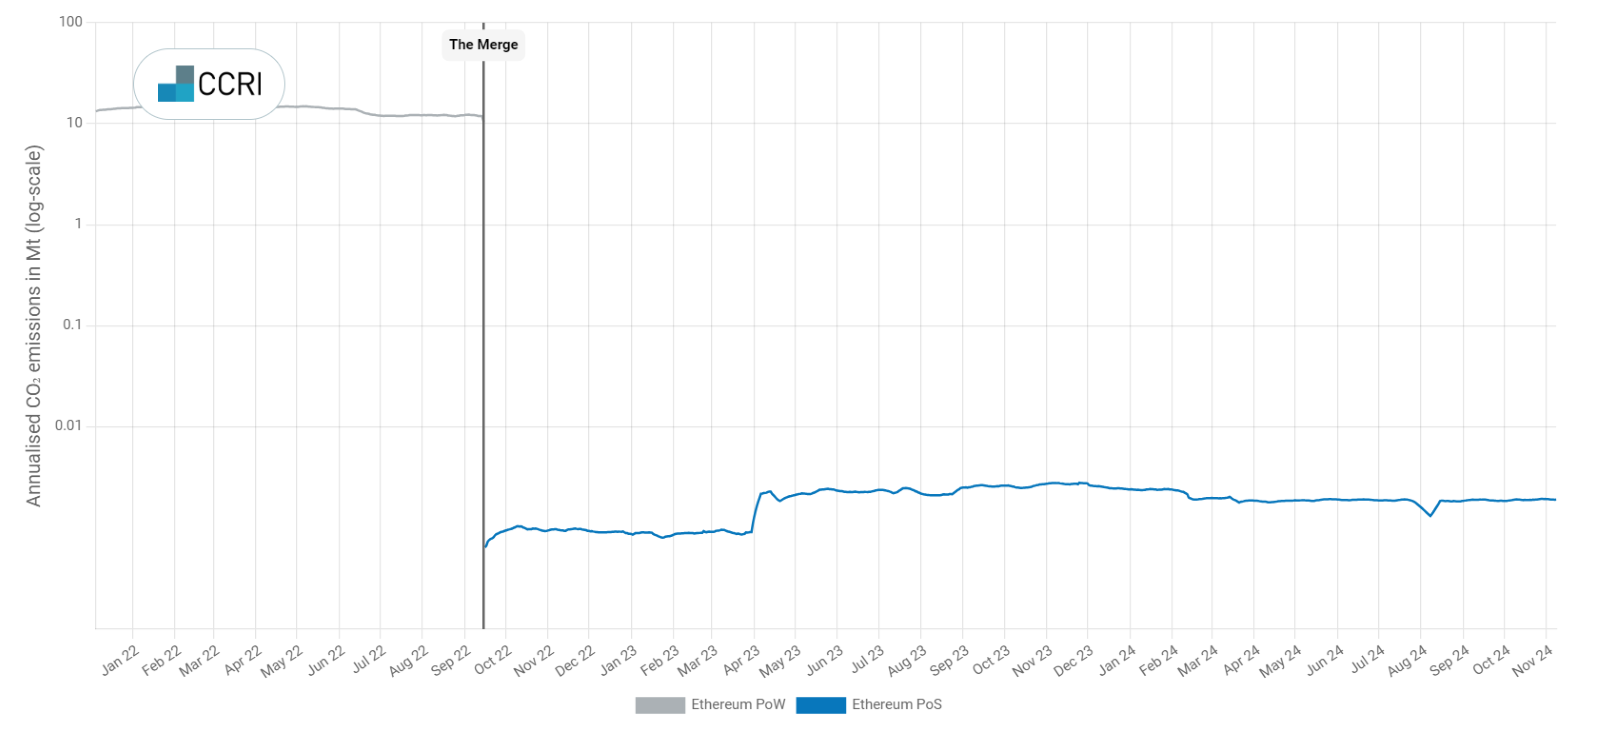 100
The Merge
CCRI
10
1
0.1
0.01
Annualised CO₂ emissions in Mt (log-scale)
Jan 22
Feb 22
Mar 22
Apr 22
May 22
Jun 22
Jul 22
Aug 22
Sep 22
Oct 22
Nov 22
Dec 22
Jan 23
Feb 23
Mar 23
Apr 23
May 23
Jun 23
Jul 23
Aug 23
Sep 23
Oct 23
Nov 23
Dec 23
Jan 24
Feb 24
Mar 24
Apr 24
May 24
Jun 24
Jul 24
Aug 24
Sep 24
Oct 24
Nov 24
Ethereum PoW
Ethereum PoS